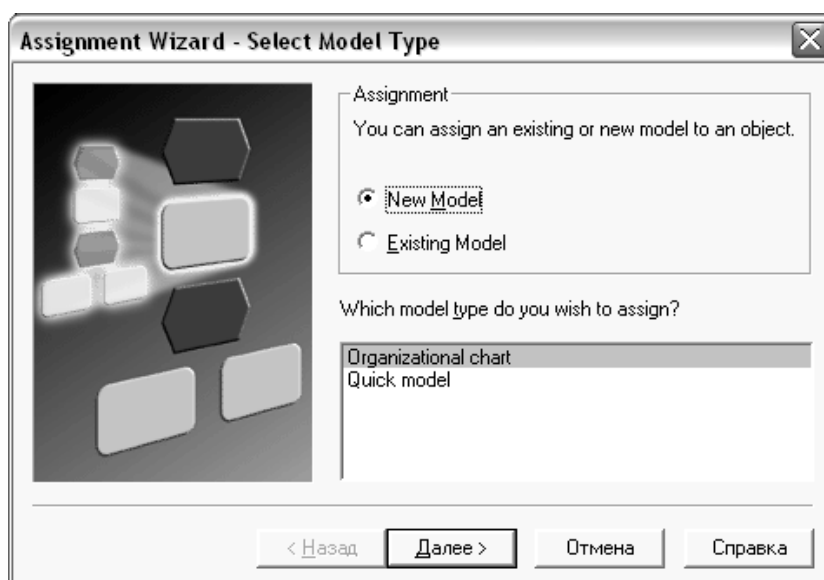 Assignment Wizard - Select Model Type
Assignment
You can assign an existing or new model to an object.
New Model
Existing Model
Which model type do you wish to assign?
Organizational chart
Quick model
< Назад
Далее >
Отмена
Справка